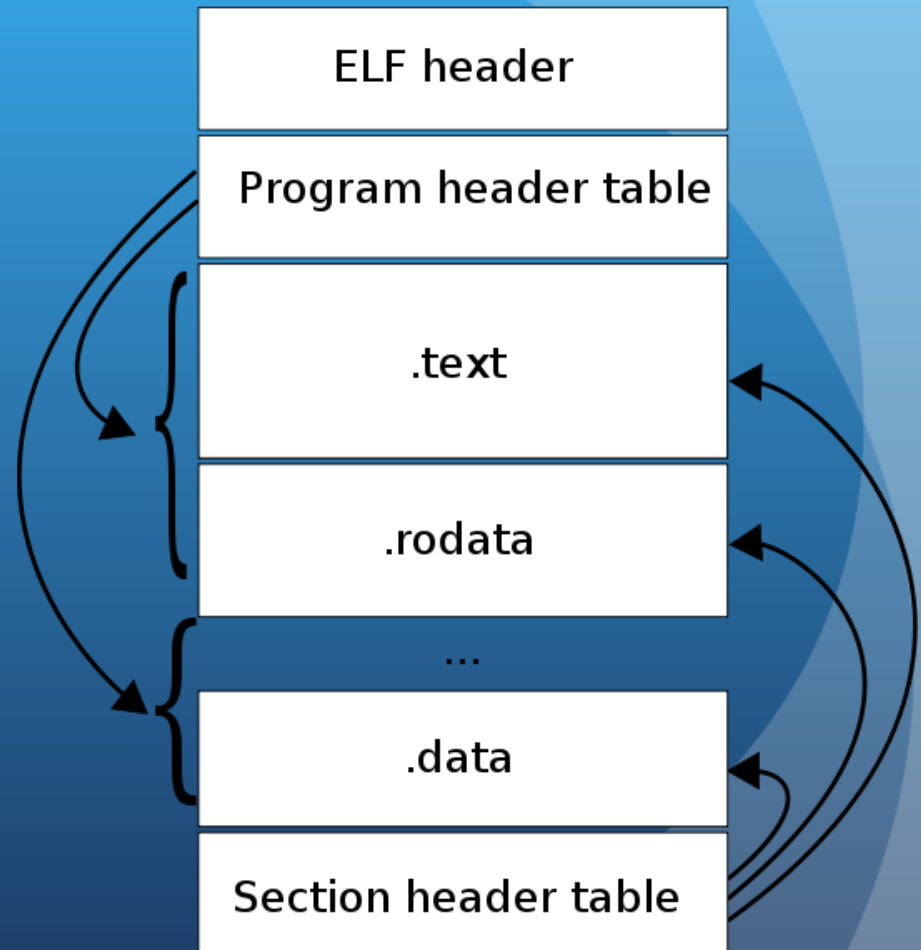 ELF header
Program header table
.text
.rodata
...
.data
Section header table